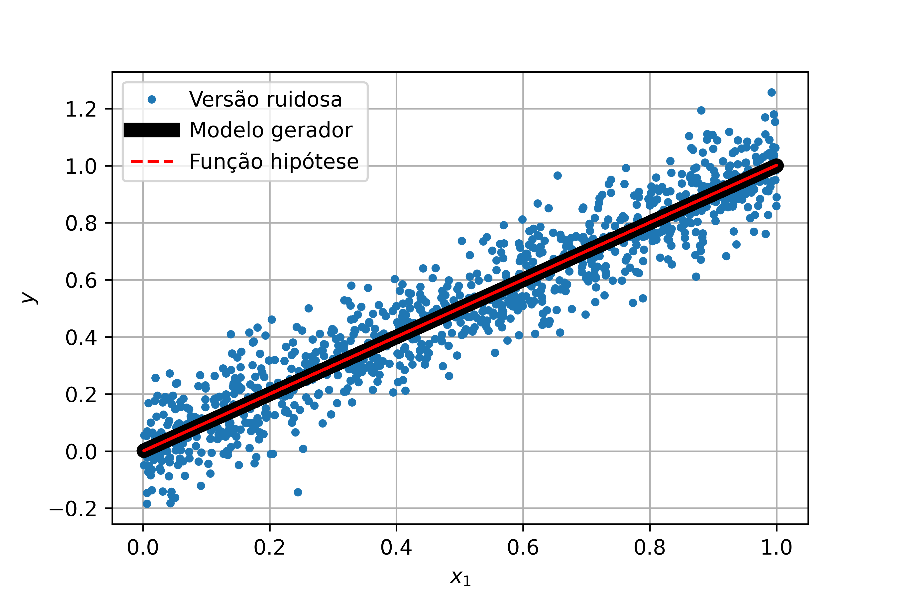 Versão ruidosa
Modelo gerador
Função hipótese
1.2
1.0
0.8
0.6
0.4
0.2
0.0
−0.2
y
0.0 0.2 0.4 0.6 0.8 1.0
x₁